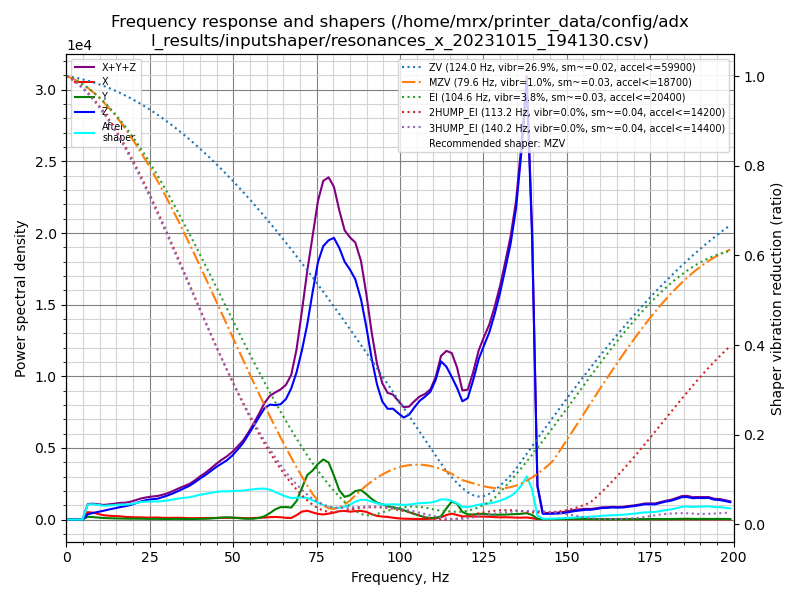 Frequency response and shapers (/home/mrx/printer_data/config/adx
l_results/inputshaper/resonances_x_20231015_194130.csv)
1e4
X+Y+Z
X
Y
Z
After
shaper
ZV (124.0 Hz, vibr=26.9%, sm~=0.02, accel<=59900)
MZV (79.6 Hz, vibr=1.0%, sm~=0.03, accel<=18700)
EI (104.6 Hz, vibr=3.8%, sm~=0.03, accel<=20400)
2HUMP_EI (113.2 Hz, vibr=0.0%, sm~=0.04, accel<=14200)
3HUMP_EI (140.2 Hz, vibr=0.0%, sm~=0.04, accel<=14400)
Recommended shaper: MZV
3.0
2.5
2.0
1.5
1.0
0.5
0.0
Power spectral density
1.0
0.8
0.6
0.4
0.2
0.0
Shaper vibration reduction (ratio)
0 25 50 75 100 125 150 175 200
Frequency, Hz